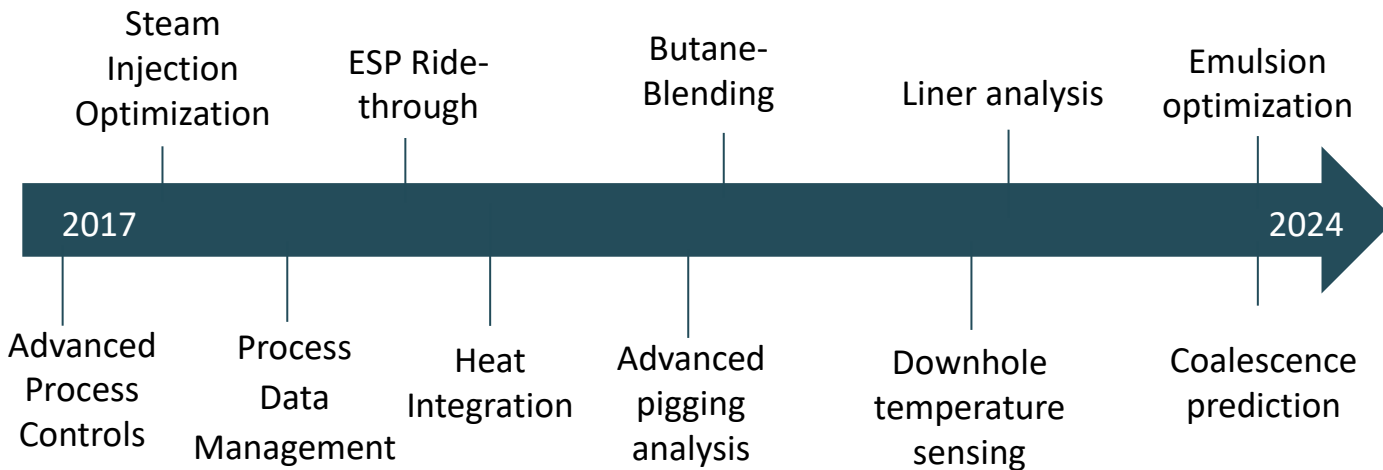 Steam
Injection
Optimization
ESP Ride-
through
Butane-
Blending
Liner analysis
Emulsion
optimization
2017
2024
Advanced
Process
Controls
Process
Data
Management
Heat
Integration
Advanced
pigging
analysis
Downhole
temperature
sensing
Coalescence
prediction